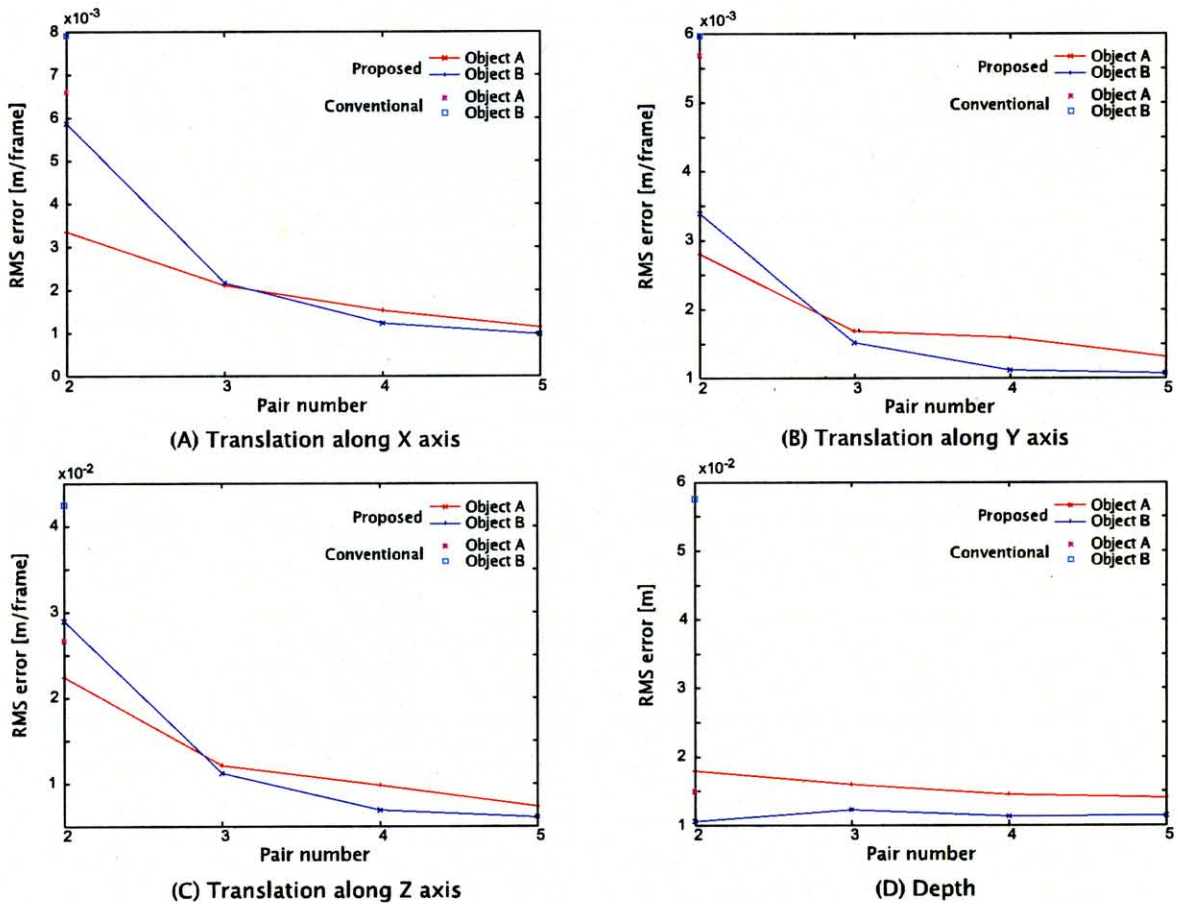 x10-3
8
7
6
5
4
3
2
1
0
RMS error [m/frame]
Proposed
Object A
Object B
Conventional
Object A
Object B
2 3 4 5
Pair number
(A) Translation along X axis
x10-3
6
5
4
3
2
1
RMS error [m/frame]
Proposed
Object A
Object B
Conventional
Object A
Object B
2 3 4 5
Pair number
(B) Translation along Y axis
x10-2
4
3
2
1
RMS error [m/frame]
Proposed
Object A
Object B
Conventional
Object A
Object B
2 3 4 5
Pair number
(C) Translation along Z axis
x10-2
6
5
4
3
2
1
RMS error [m]
Proposed
Object A
Object B
Conventional
Object A
Object B
2 3 4 5
Pair number
(D) Depth